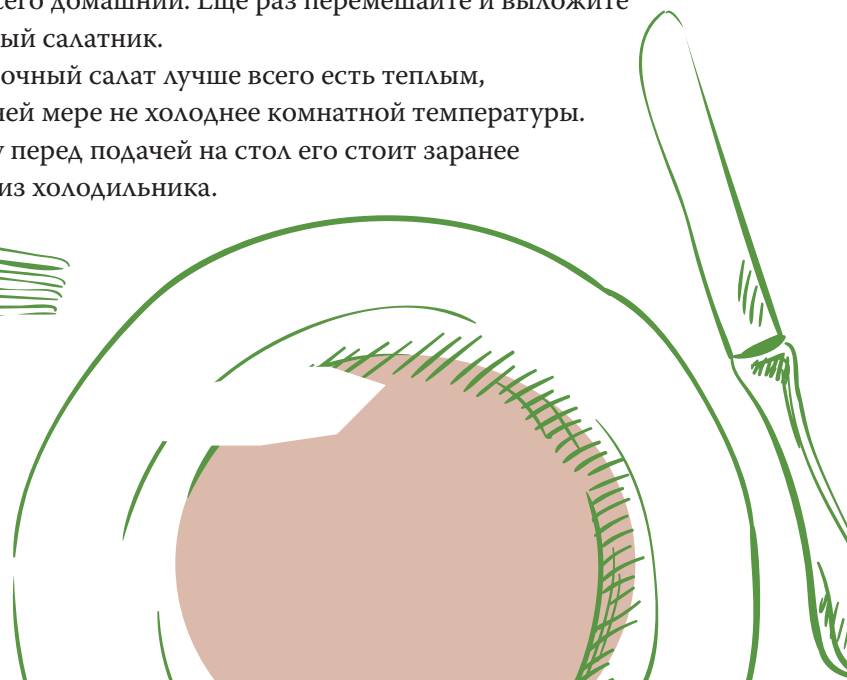 сего домашний. Еще раз перемешайте и выложите
ый салатник.
очный салат лучше всего есть теплым,
ней мере не холоднее комнатной температуры.
у перед подачей на стол его стоит заранее
из холодильника.